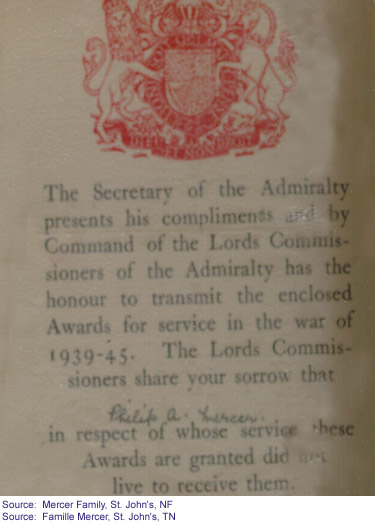 DIEU ET MON DROIT
The Secretary of the Admiralty
presents his compliments and by
Command of the Lords Commis-
sioners of the Admiralty has the
honour to transmit the enclosed
Awards for service in the war of
1939-45. The Lords Commis-
sioners share your sorrow that
Philip A. Mercer.
in respect of whose service these
Awards are granted did not
live to receive them.
Source: Mercer Family, St. John's, NF
Source: Famille Mercer, St. John's, TN